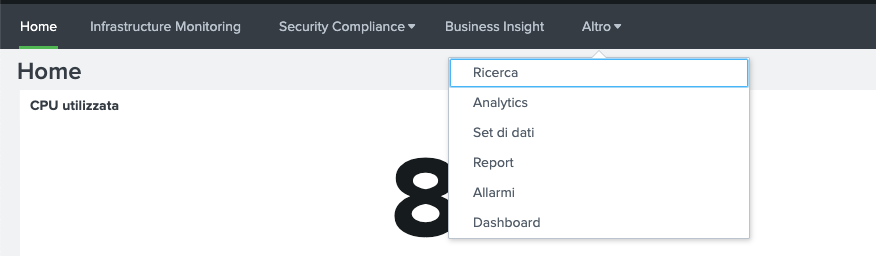 Home Infrastructure Monitoring Security Compliance Business Insight Altro
Home
Ricerca
CPU utilizzata
Analytics
Set di dati
Report
Allarmi
Dashboard
8